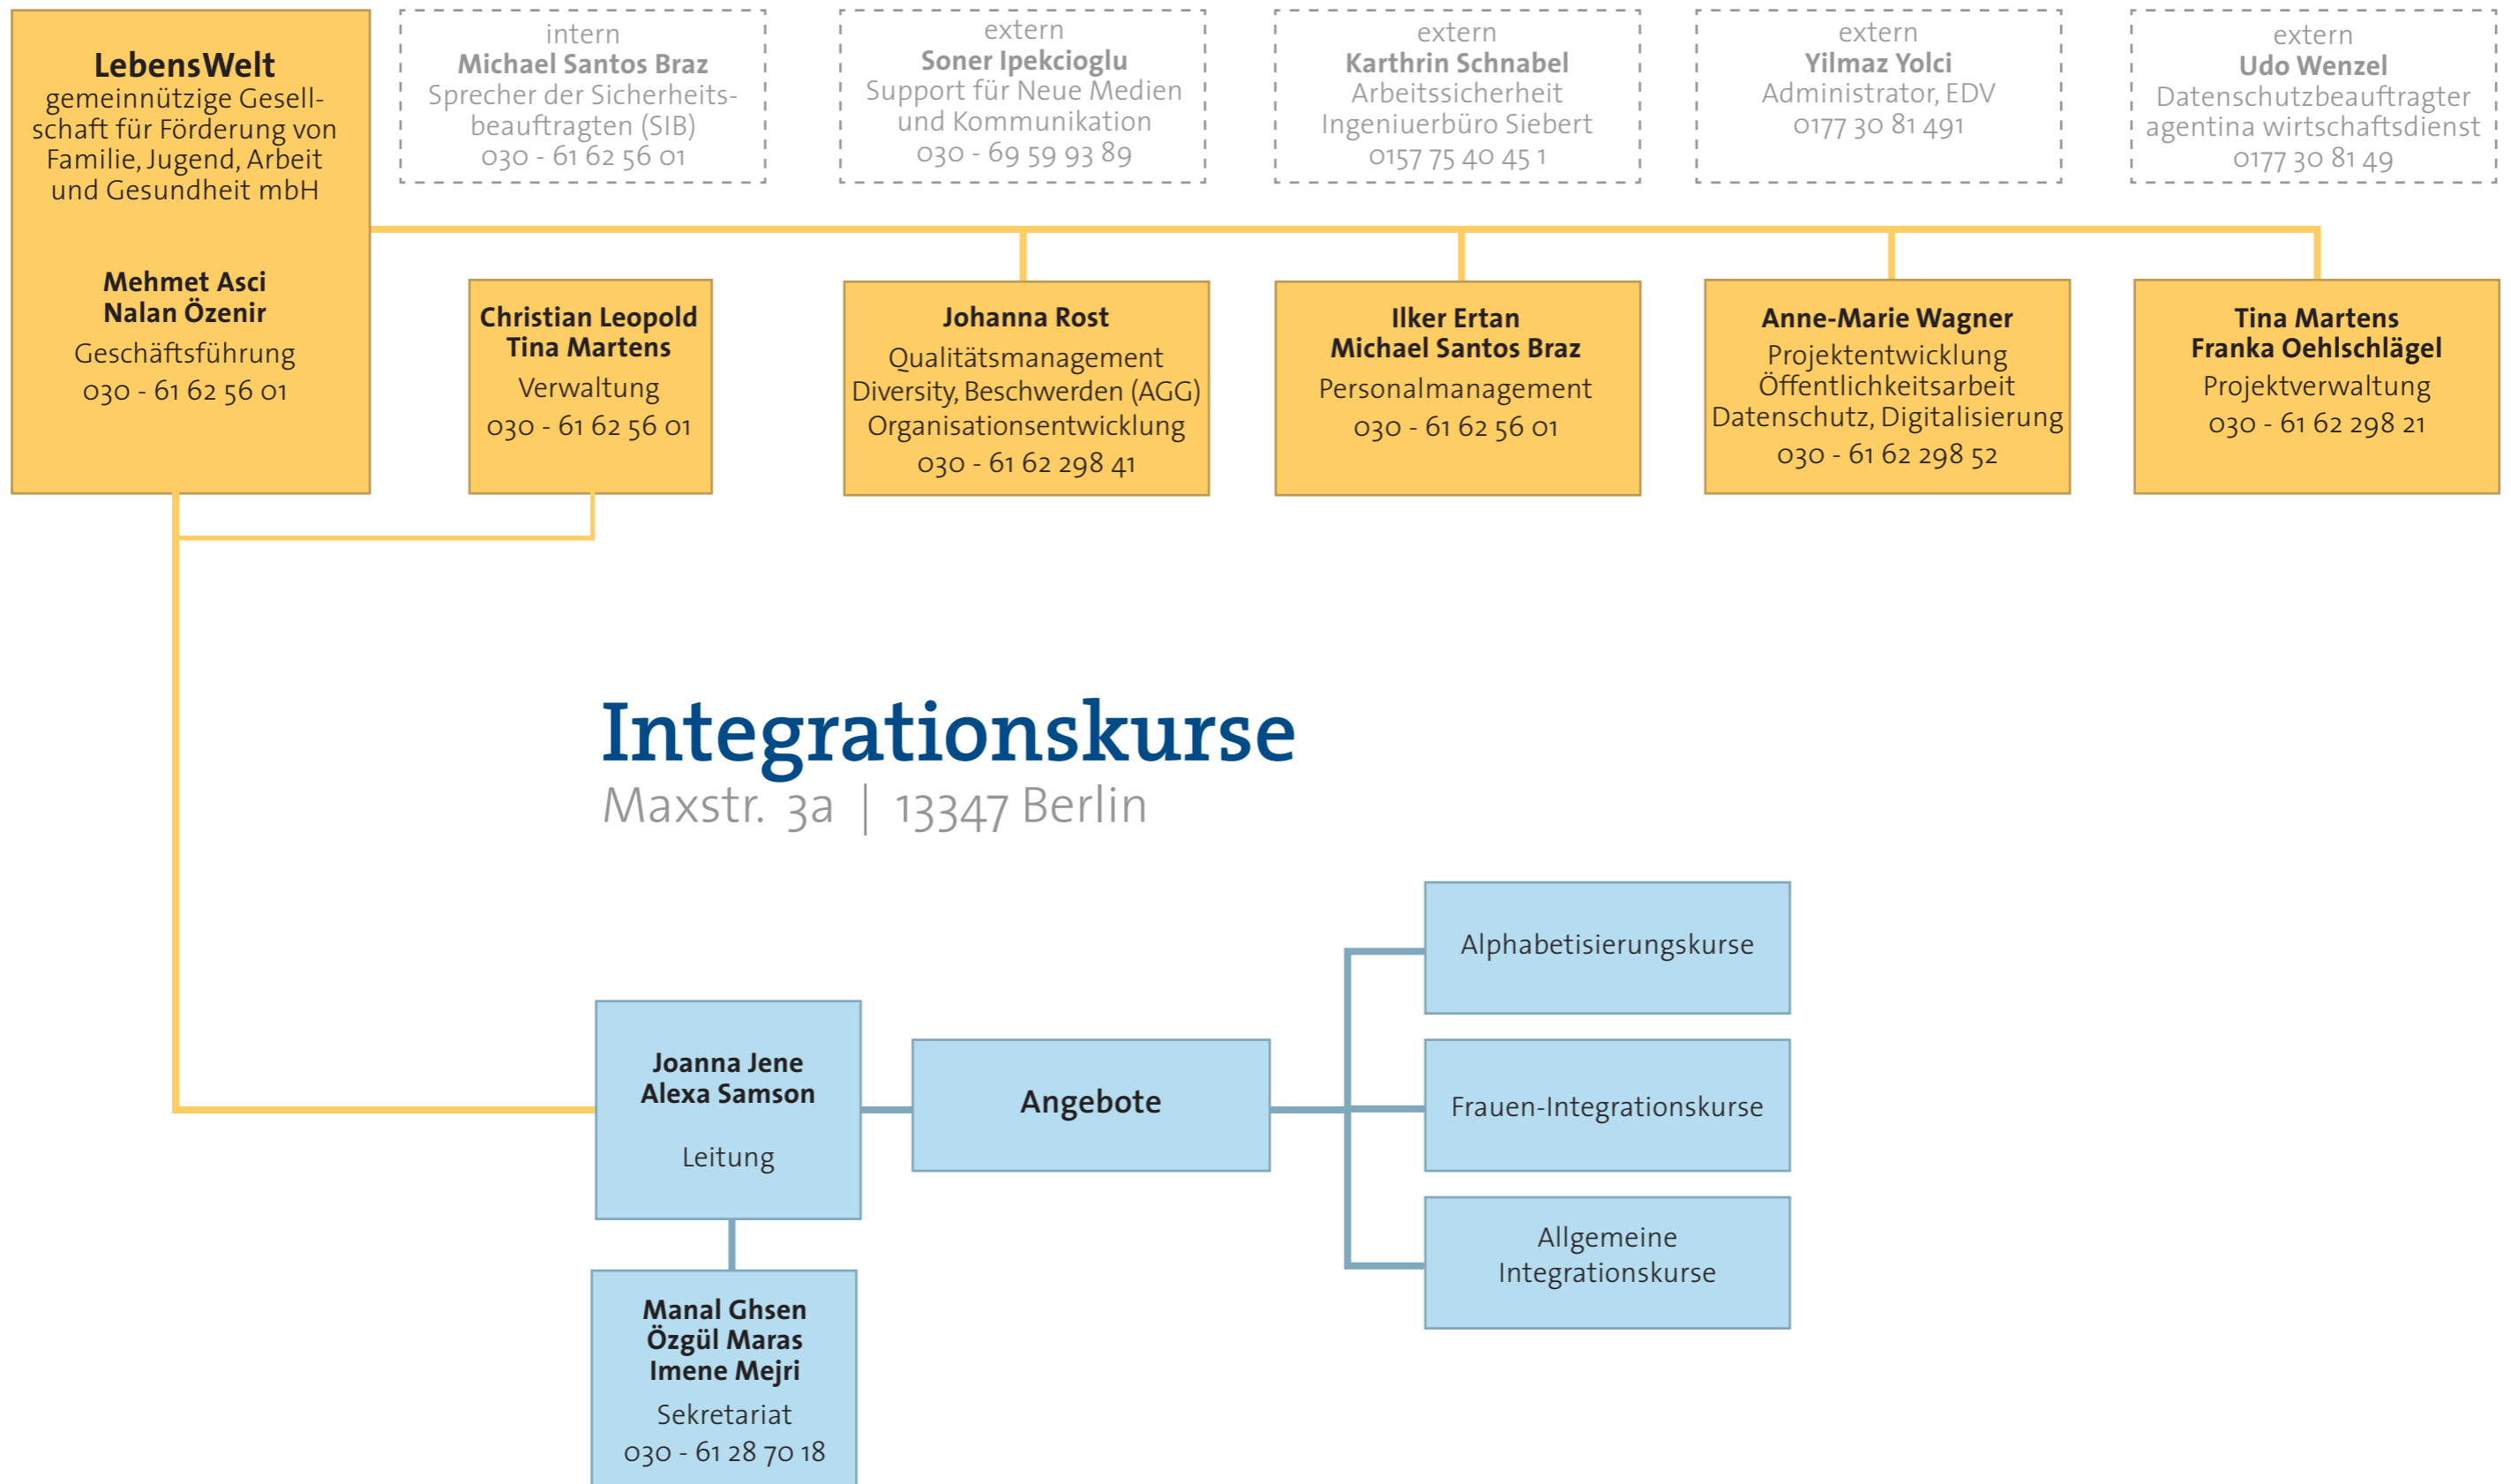 LebensWelt
gemeinnützige Gesell-
schaft für Förderung von
Familie, Jugend, Arbeit
und Gesundheit mbH
Mehmet Asci
Nalan Özenir
Geschäftsführung
030 - 61 62 56 01
intern
Michael Santos Braz
Sprecher der Sicherheits-
beauftragten (SIB)
030 - 61 62 56 01
extern
Soner Ipekcioglu
Support für Neue Medien
und Kommunikation
030 - 69 59 93 89
extern
Karthrin Schnabel
Arbeitssicherheit
Ingeniuerbüro Siebert
0157 75 40 45 1
extern
Yilmaz Yolci
Administrator, EDV
0177 30 81 491
extern
Udo Wenzel
Datenschutzbeauftragter
agentina wirtschaftsdienst
0177 30 81 49
Christian Leopold
Tina Martens
Verwaltung
030 - 61 62 56 01
Johanna Rost
Qualitätsmanagement
Diversity, Beschwerden (AGG)
Organisationsentwicklung
030 - 61 62 298 41
Ilker Ertan
Michael Santos Braz
Personalmanagement
030 - 61 62 56 01
Anne-Marie Wagner
Projektentwicklung
Öffentlichkeitsarbeit
Datenschutz, Digitalisierung
030 - 61 62 298 52
Tina Martens
Franka Oehlschlägel
Projektverwaltung
030 - 61 62 298 21
Integrationskurse
Maxstr. 3a | 13347 Berlin
Joanna Jene
Alexa Samson
Leitung
Angebote
Alphabetisierungskurse
Frauen-Integrationskurse
Allgemeine
Integrationskurse
Manal Ghsen
Özgül Maras
Imene Mejri
Sekretariat
030 - 61 28 70 18